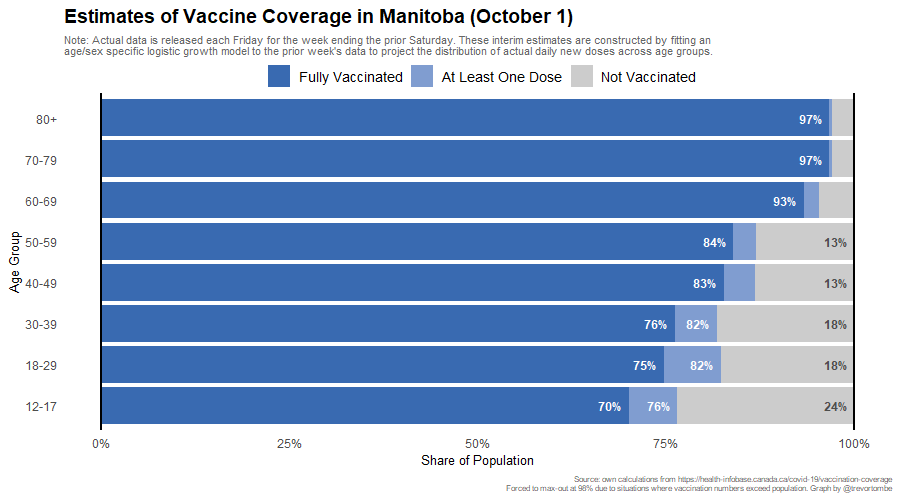 Estimates of Vaccine Coverage in Manitoba (October 1)
Note: Actual data is released each Friday for the week ending the prior Saturday. These interim estimates are constructed by fitting an
age/sex specific logistic growth model to the prior week's data to project the distribution of actual daily new doses across age groups.
Fully Vaccinated At Least One Dose Not Vaccinated
Age Group
80+ 97%
70-79 97%
60-69 93%
50-59 84% 13%
40-49 83% 13%
30-39 76% 82% 18%
18-29 75% 82% 18%
12-17 70% 76% 24%
0% 25% 50% 75% 100%
Share of Population
Source: own calculations from https://health-infobase.canada.ca/covid-19/vaccination-coverage
Forced to max-out at 98% due to situations where vaccination numbers exceed population. Graph by @trevortombe